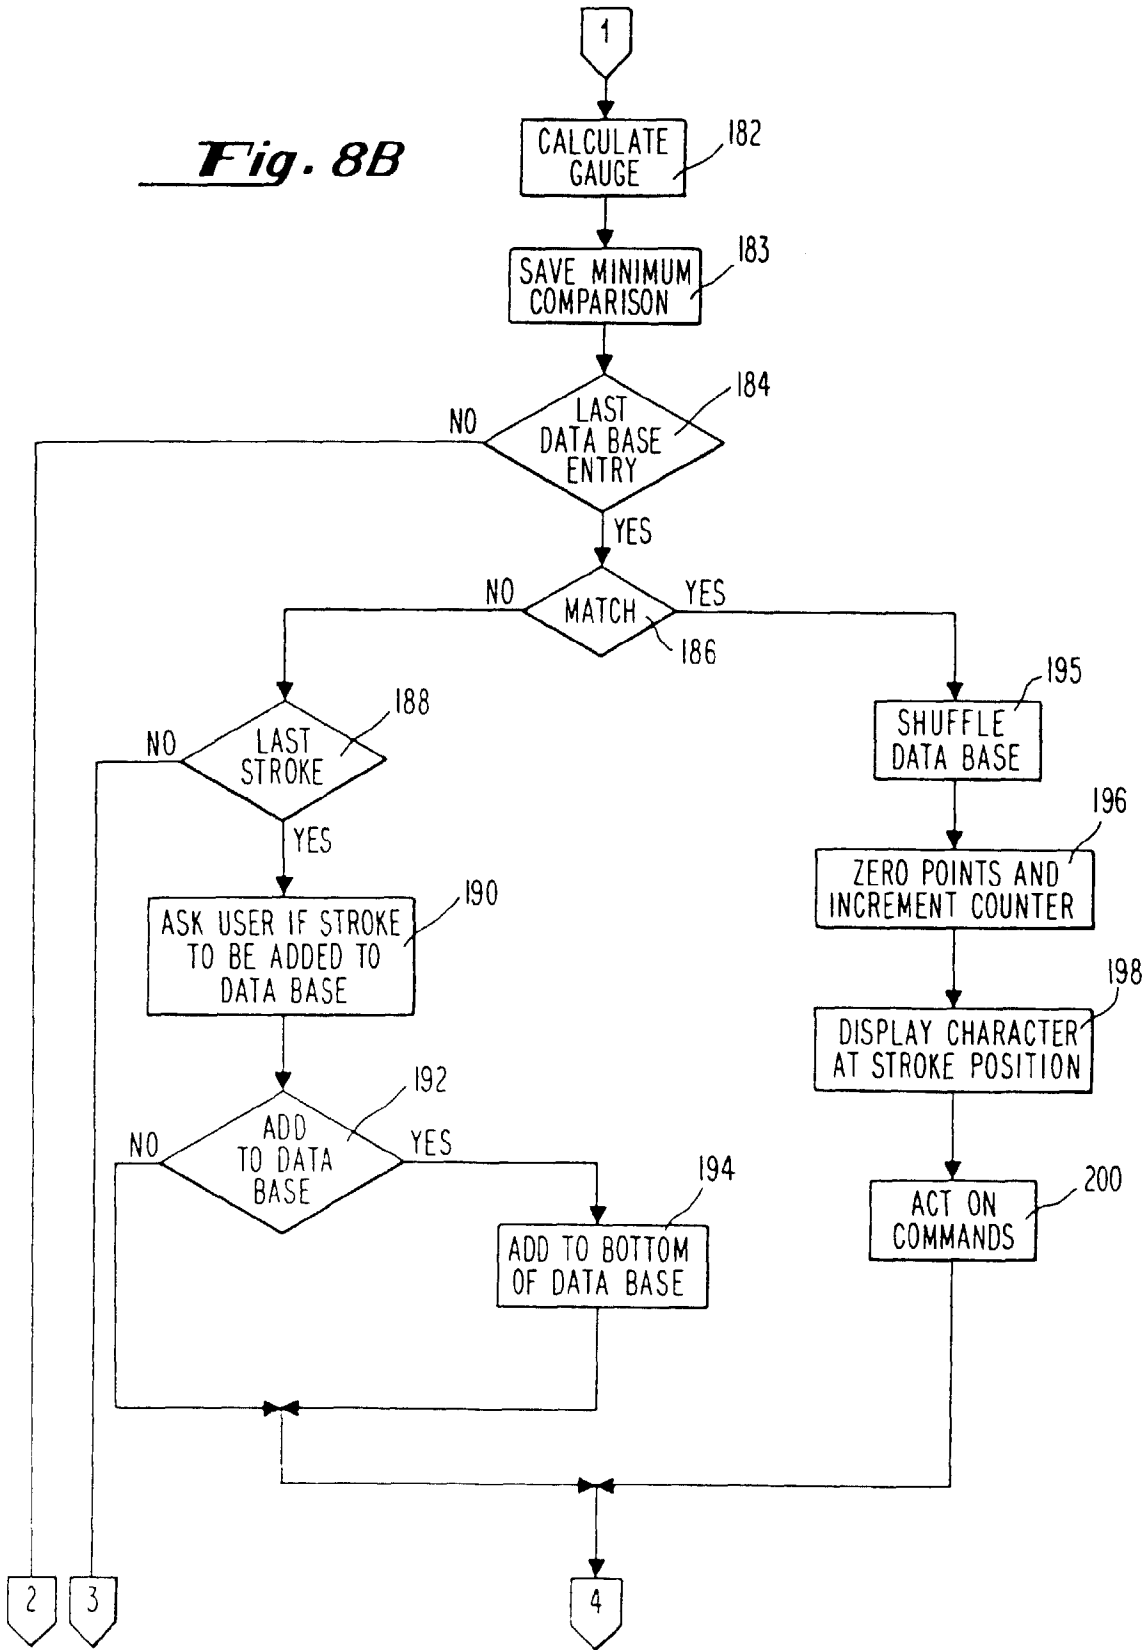 1
Fig. 8B
CALCULATE
GAUGE
182
SAVE MINIMUM
COMPARISON
183
LAST
DATA BASE
ENTRY
184
NO
YES
MATCH
186
NO
YES
LAST
STROKE
188
NO
YES
195
SHUFFLE
DATA BASE
196
ZERO POINTS AND
INCREMENT COUNTER
190
ASK USER IF STROKE
TO BE ADDED TO
DATA BASE
198
DISPLAY CHARACTER
AT STROKE POSITION
192
ADD
TO DATA
BASE
NO
YES
194
ADD TO BOTTOM
OF DATA BASE
200
ACT ON
COMMANDS
2
3
4